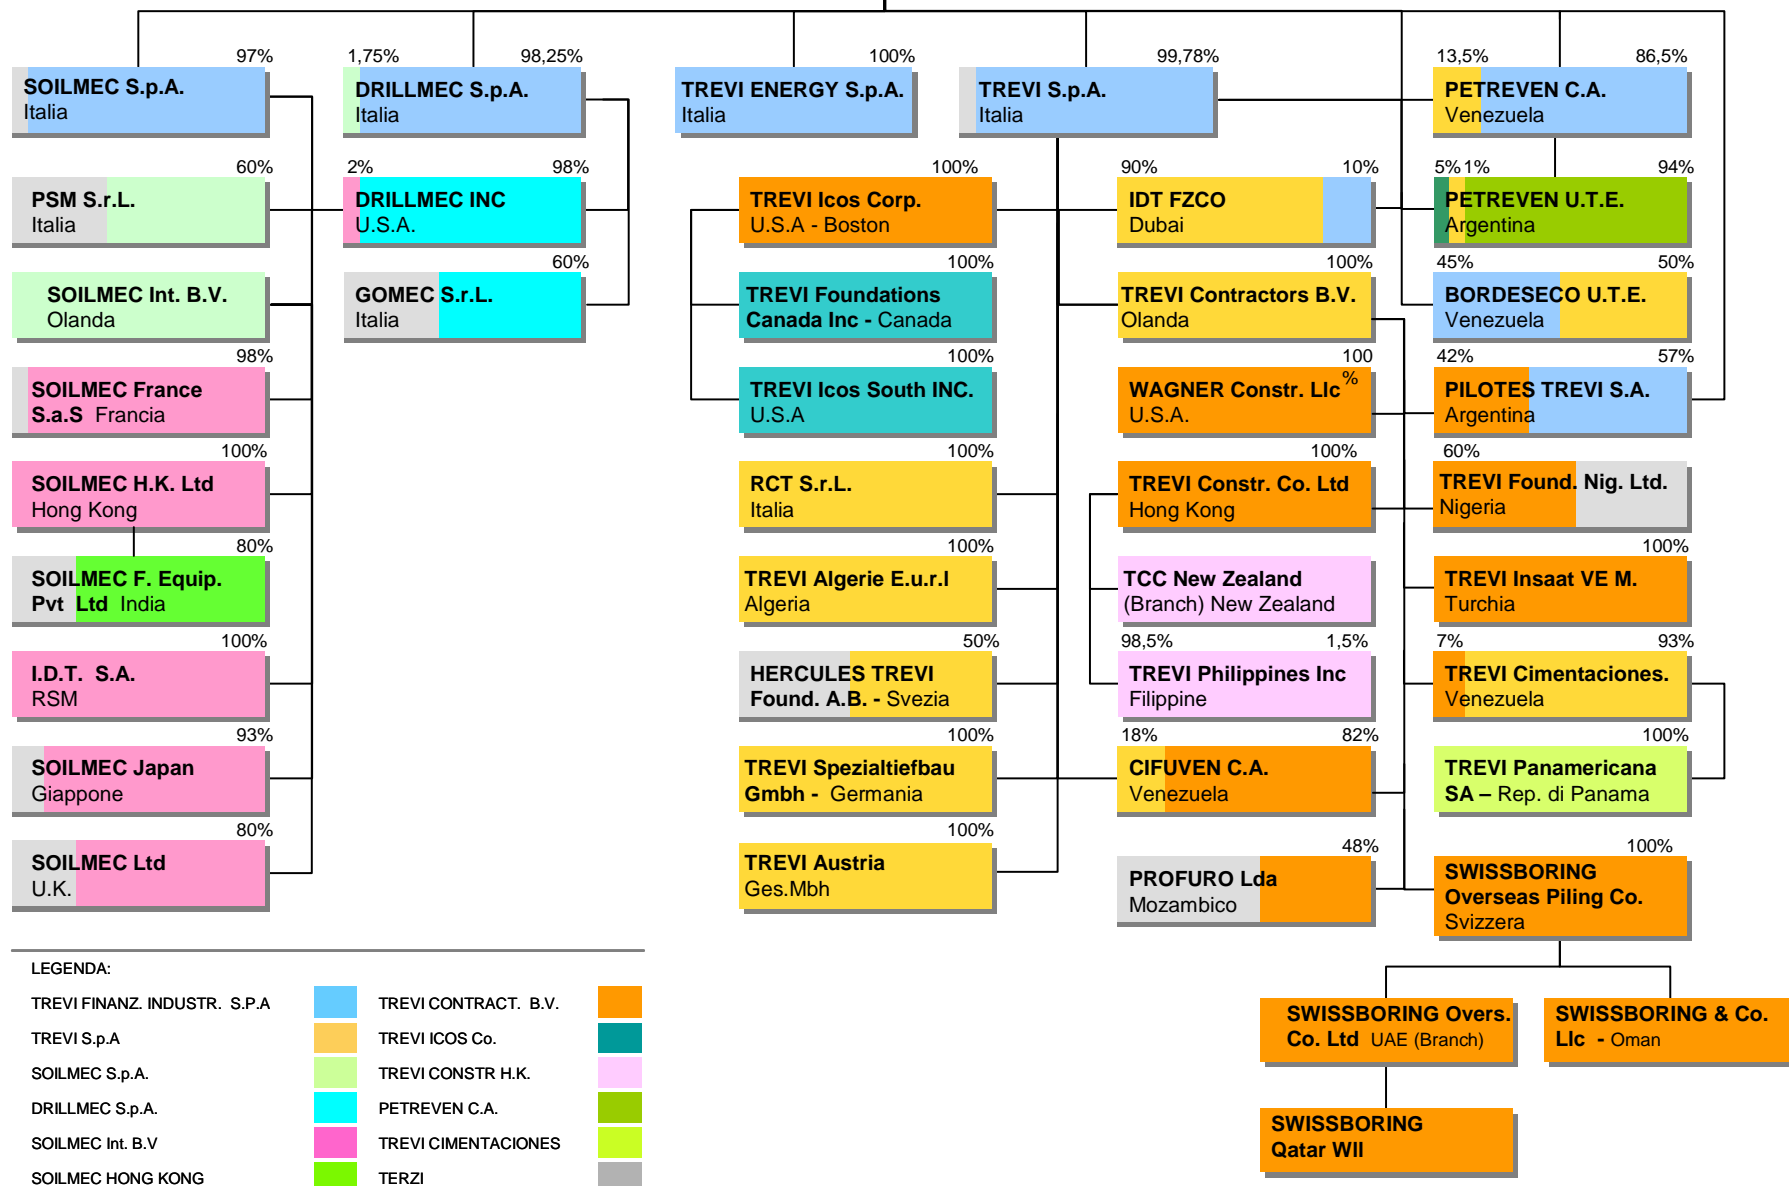 97%
SOILMEC S.p.A.
Italia
1,75% 98,25%
DRILLMEC S.p.A.
Italia
100%
TREVI ENERGY S.p.A.
Italia
99,78%
TREVI S.p.A.
Italia
13,5% 86,5%
PETREVEN C.A.
Venezuela
60%
PSM S.r.L.
Italia
2% 98%
DRILLMEC INC
U.S.A.
100%
TREVI Icos Corp.
U.S.A - Boston
90% 10%
IDT FZCO
Dubai
5% 1% 94%
PETREVEN U.T.E.
Argentina
SOILMEC Int. B.V.
Olanda
60%
GOMEC S.r.L.
Italia
100%
TREVI Foundations
Canada Inc - Canada
100%
TREVI Contractors B.V.
Olanda
45% 50%
BORDESECO U.T.E.
Venezuela
98%
SOILMEC France
S.a.S Francia
100%
TREVI Icos South INC.
U.S.A
100
%
WAGNER Constr. Llc
U.S.A.
42% 57%
PILOTES TREVI S.A.
Argentina
100%
SOILMEC H.K. Ltd
Hong Kong
100%
RCT S.r.L.
Italia
100%
TREVI Constr. Co. Ltd
Hong Kong
60%
TREVI Found. Nig. Ltd.
Nigeria
80%
SOILMEC F. Equip.
Pvt Ltd India
100%
TREVI Algerie E.u.r.l
Algeria
TCC New Zealand
(Branch) New Zealand
100%
TREVI Insaat VE M.
Turchia
100%
I.D.T. S.A.
RSM
50%
HERCULES TREVI
Found. A.B. - Svezia
98,5% 1,5%
TREVI Philippines Inc
Filippine
7% 93%
TREVI Cimentaciones.
Venezuela
93%
SOILMEC Japan
Giappone
100%
TREVI Spezialtiefbau
Gmbh - Germania
18% 82%
CIFUVEN C.A.
Venezuela
100%
TREVI Panamericana
SA – Rep. di Panama
80%
SOILMEC Ltd
U.K.
100%
TREVI Austria
Ges.Mbh
48%
PROFURO Lda
Mozambico
100%
SWISSBORING
Overseas Piling Co.
Svizzera
SWISSBORING Overs.
Co. Ltd UAE (Branch)
SWISSBORING & Co.
Llc - Oman
SWISSBORING
Qatar Wll
LEGENDA:
TREVI FINANZ. INDUSTR. S.P.A
TREVI S.p.A
SOILMEC S.p.A.
DRILLMEC S.p.A.
SOILMEC Int. B.V
SOILMEC HONG KONG
TREVI CONTRACT. B.V.
TREVI ICOS Co.
TREVI CONSTR H.K.
PETREVEN C.A.
TREVI CIMENTACIONES
TERZI